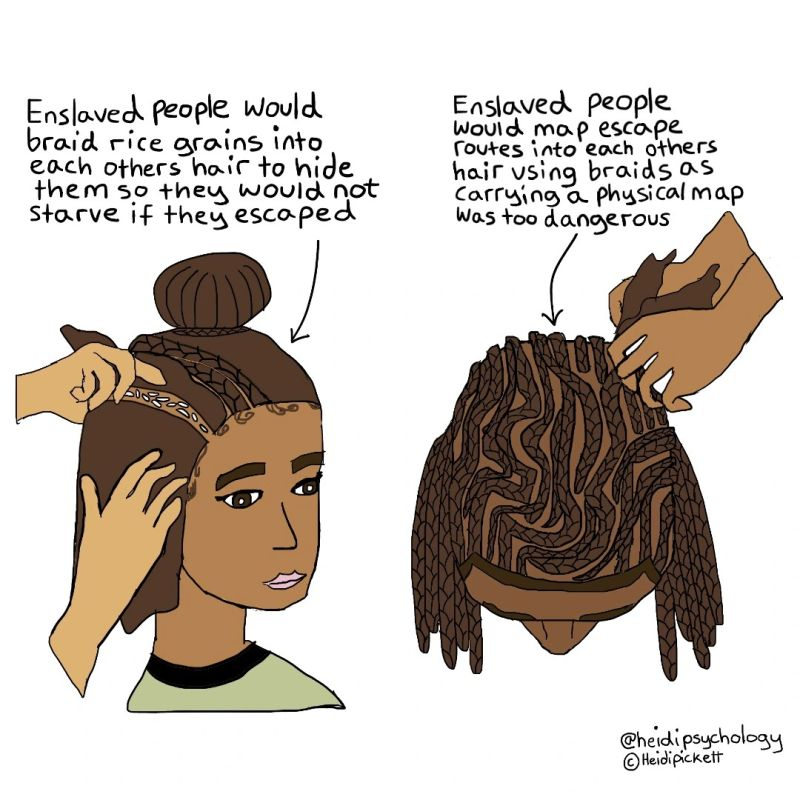 Enslaved people would
braid rice grains into
each others hair to hide
them so they would not
starve if they escaped
Enslaved people
would map escape
routes into each others
hair using braids as
carrying a physical map
was too dangerous
@heidipsychology
© Heidipickett